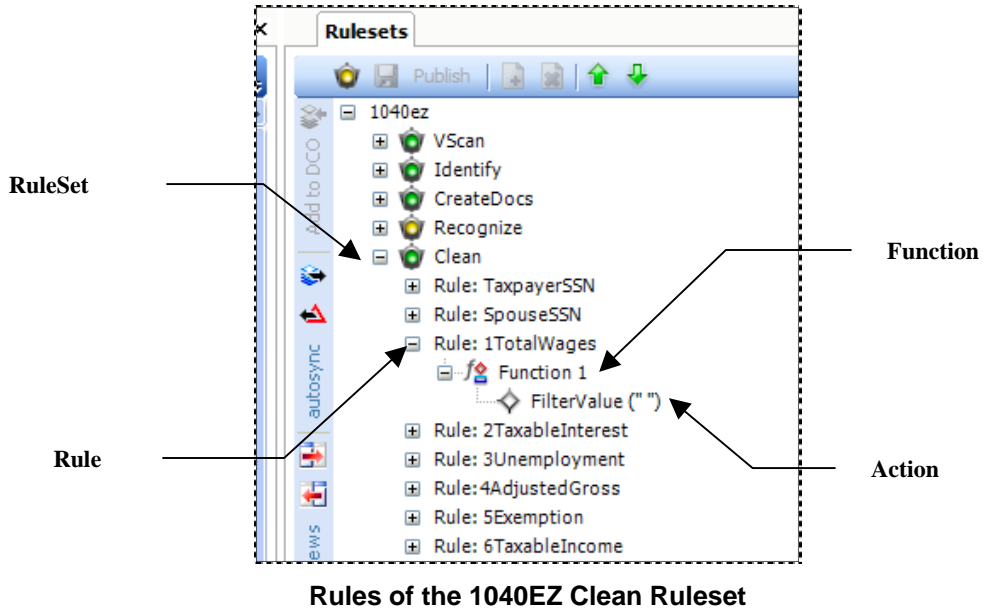 Rulesets
Publish
1040ez
VScan
Identify
CreateDocs
Recognize
Clean
Rule: TaxpayerSSN
Rule: SpouseSSN
Rule: 1TotalWages
Function 1
FilterValue (" ")
Rule: 2TaxableInterest
Rule: 3Unemployment
Rule:4AdjustedGross
Rule: 5Exemption
Rule: 6TaxableIncome
Add to DCO
autosync
ews
RuleSet
Rule
Function
Action
Rules of the 1040EZ Clean Ruleset